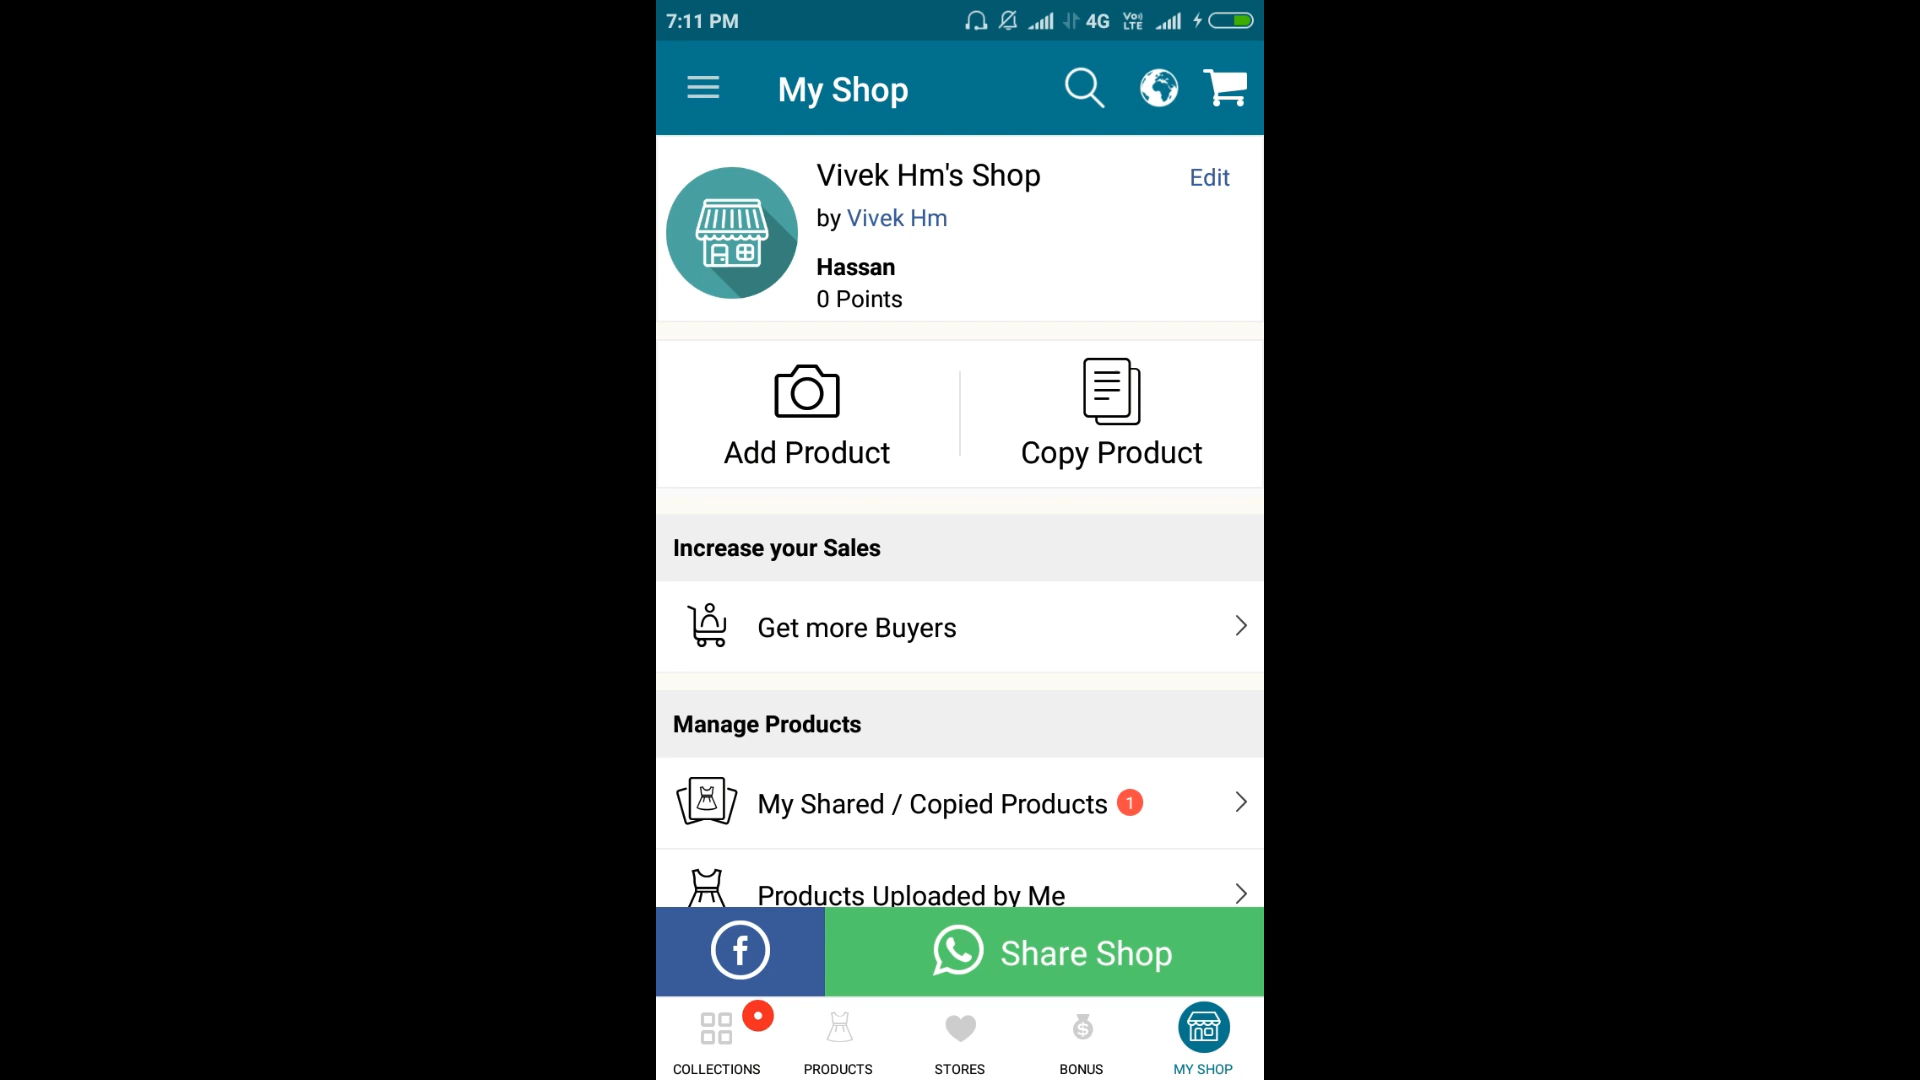 7:11 PM
4G
Vo)) LTE
My Shop
Vivek Hm's Shop
Edit
by Vivek Hm
Hassan
0 Points
Add Product
Copy Product
Increase your Sales
Get more Buyers
Manage Products
My Shared / Copied Products 1
Products Uploaded by Me
f
Share Shop
COLLECTIONS
PRODUCTS
STORES
BONUS
MY SHOP